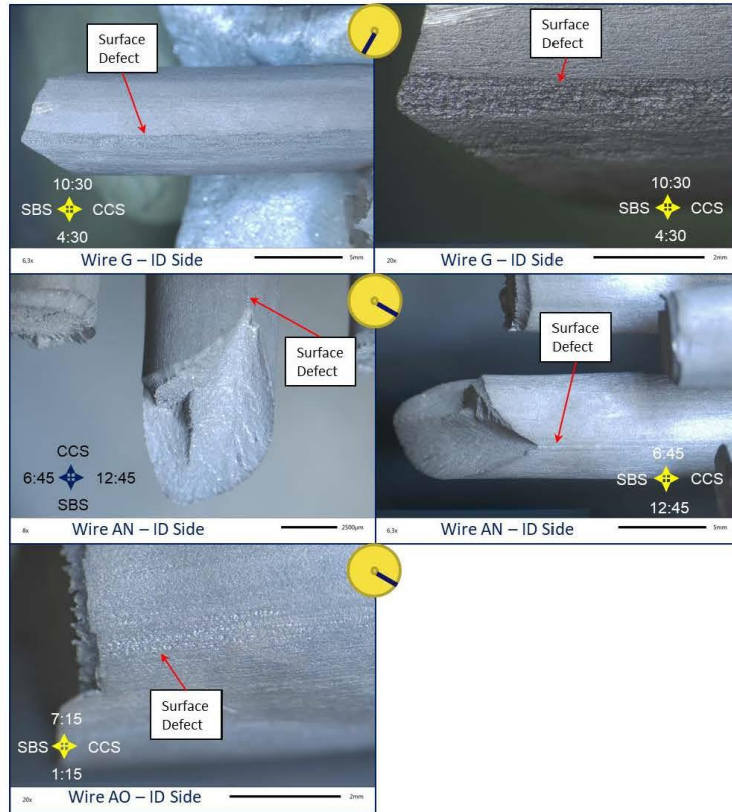 Surface
Defect
10:30
SBS CCS
4:30
6,3x
Wire G – ID Side
5mm
Surface
Defect
10:30
SBS CCS
4:30
20x
Wire G – ID Side
2mm
Surface
Defect
CCS
6:45 12:45
SBS
8x
Wire AN – ID Side
2500µm
Surface
Defect
6:45
SBS CCS
12:45
6,3x
Wire AN – ID Side
5mm
Surface
Defect
7:15
SBS CCS
1:15
20x
Wire AO – ID Side
2mm